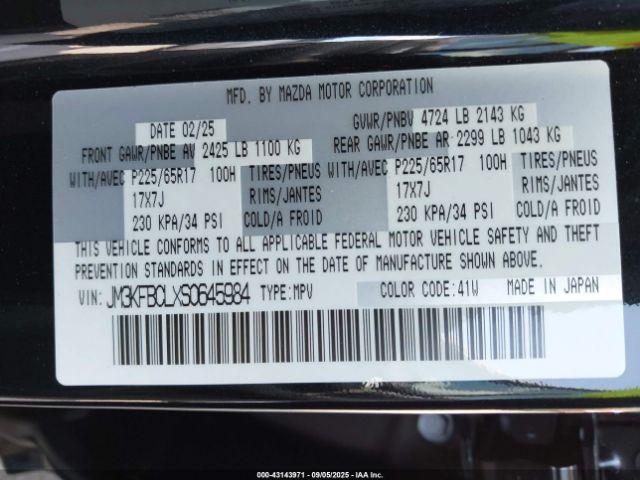 MFD. BY MAZDA MOTOR CORPORATION
DATE 02/25
GVWR/PNBV 4724 LB 2143 KG
FRONT GAWR/PNBE AV 2425 LB 1100 KG
REAR GAWR/PNBE AR 2299 LB 1043 KG
WITH/AVEC P225/65R17 100H TIRES/PNEUS WITH/AVEC P225/65R17 100H TIRES/PNEUS
17X7J RIMS/JANTES 17X7J RIMS/JANTES
230 KPA/34 PSI COLD/A FROID 230 KPA/34 PSI COLD/A FROID
THIS VEHICLE CONFORMS TO ALL APPLICABLE FEDERAL MOTOR VEHICLE SAFETY AND THEFT
PREVENTION STANDARDS IN EFFECT ON THE DATE OF MANUFACTURE SHOWN ABOVE.
VIN: JM3KFBCLXS0645984 TYPE:MPV COLOR CODE:41W MADE IN JAPAN
000-43143971 - 09/05/2025 - IAA Inc.